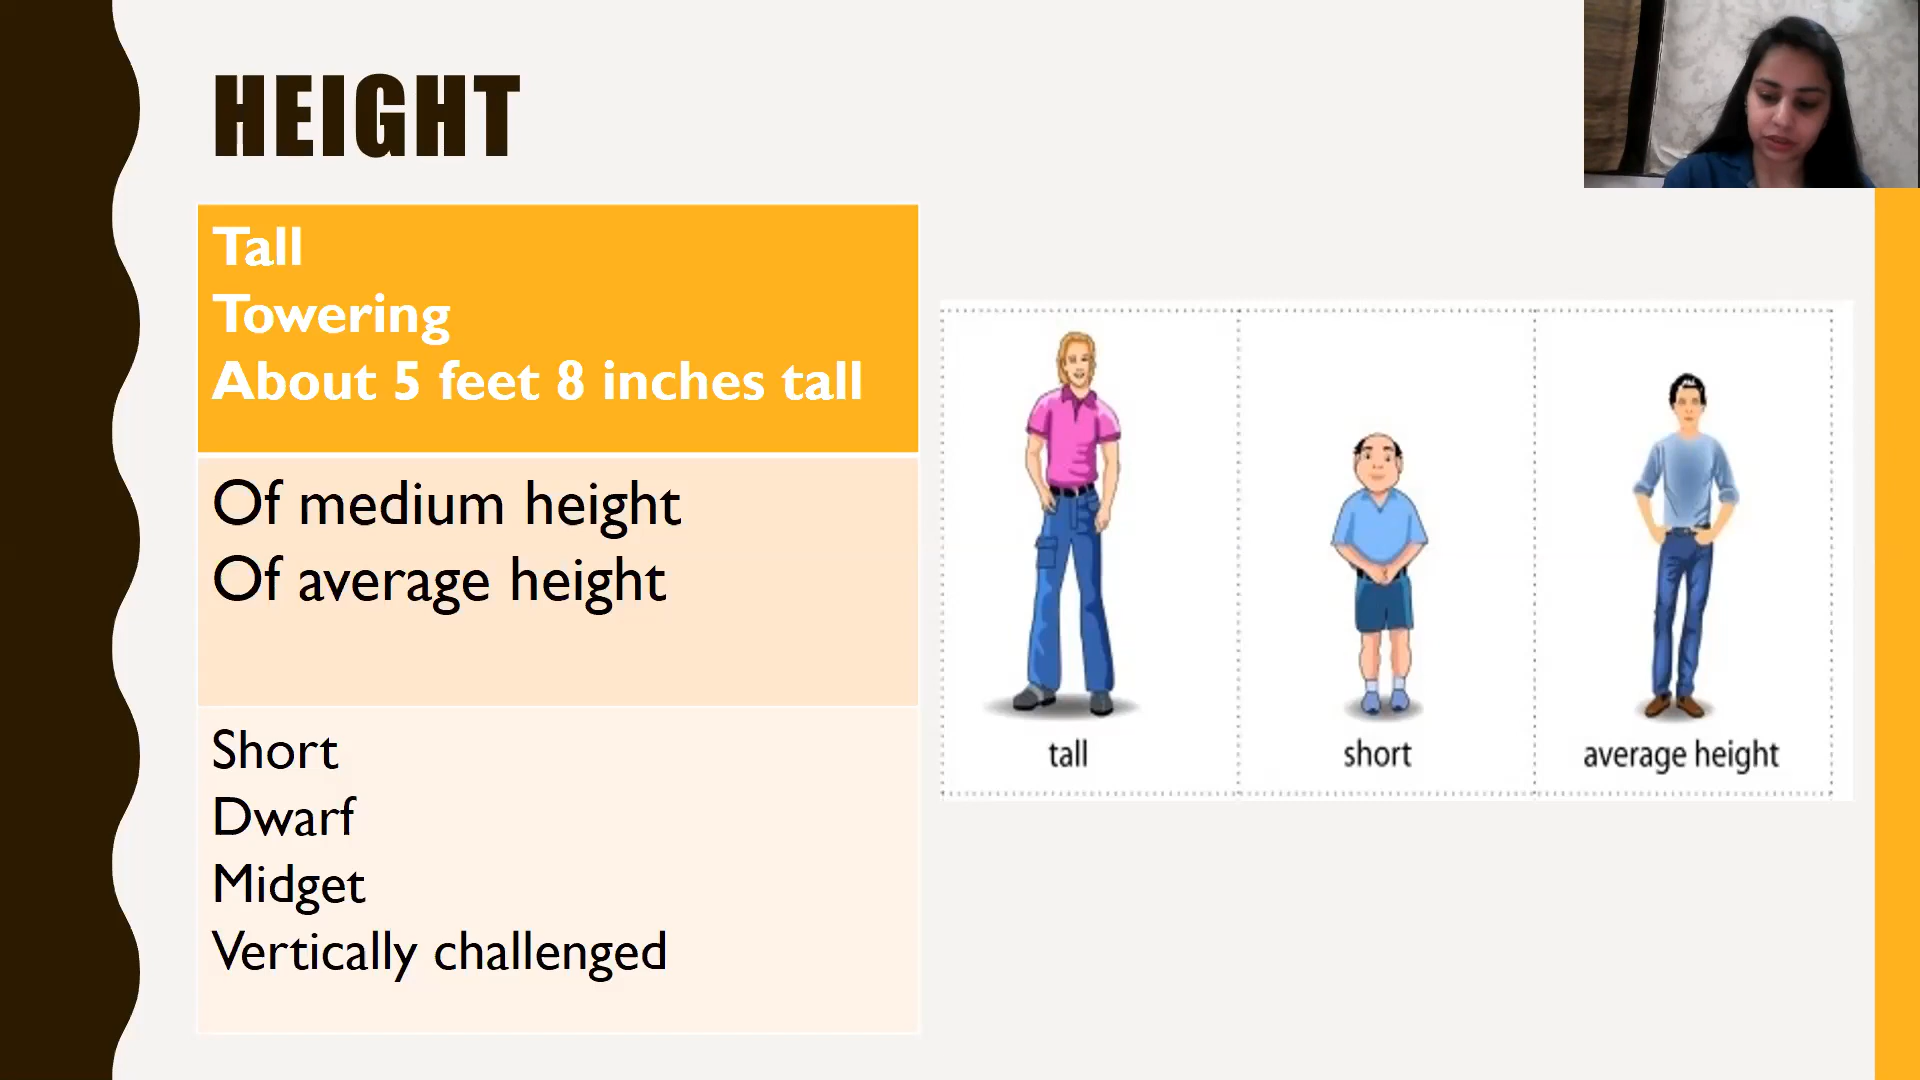 HEIGHT
Tall
Towering
About 5 feet 8 inches tall
Of medium height
Of average height
Short
Dwarf
Midget
Vertically challenged
tall
short
average height